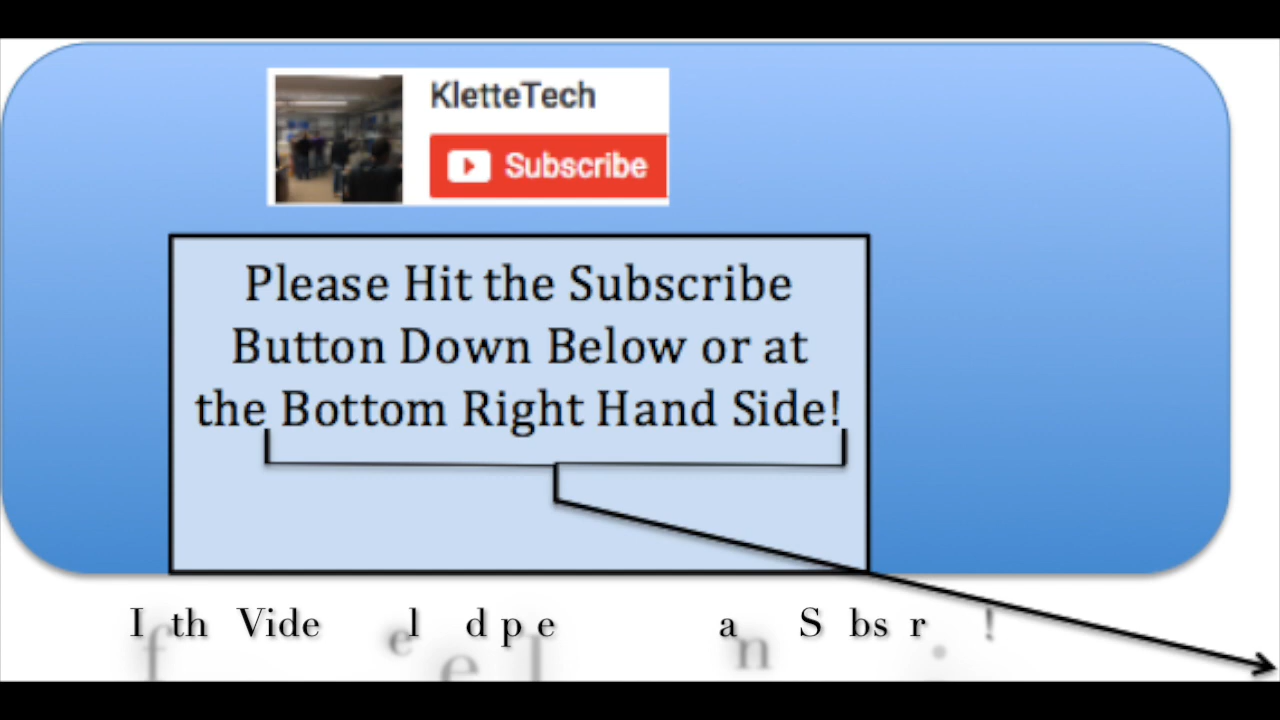 KletteTech
Subscribe
Please Hit the Subscribe
Button Down Below or at
the Bottom Right Hand Side!